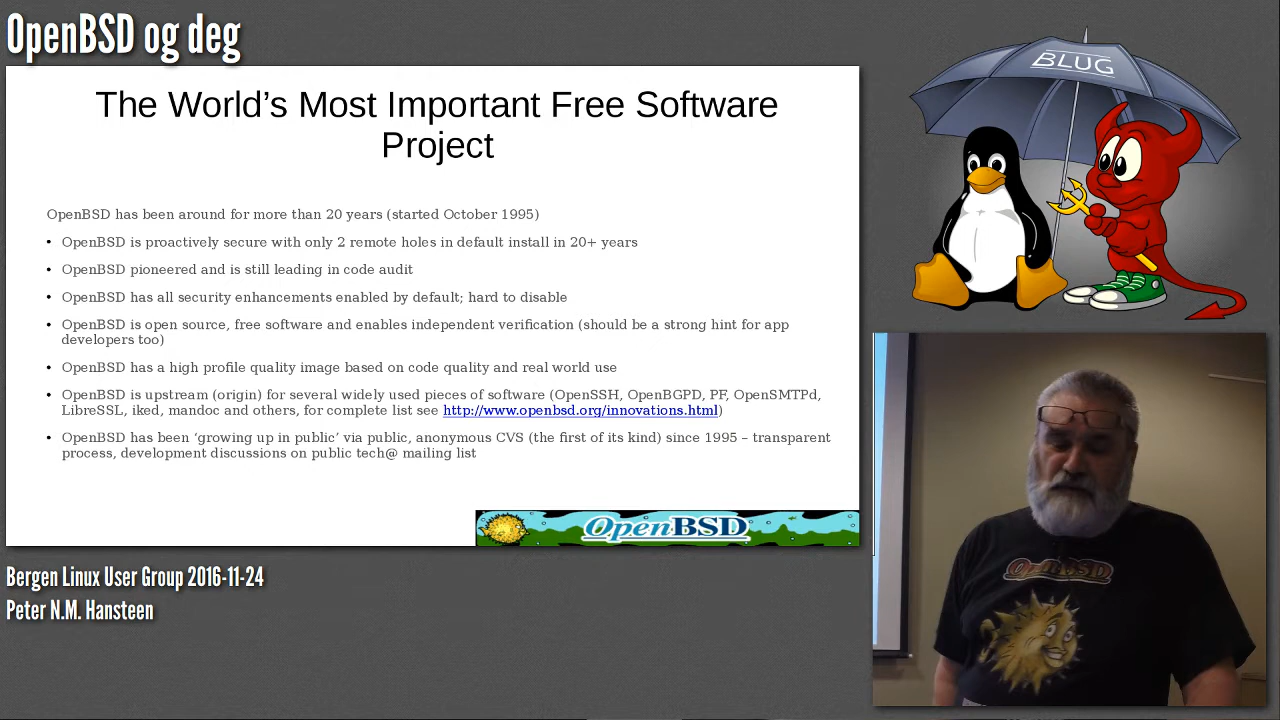 OpenBSD og deg
BLUG
The World’s Most Important Free Software
Project
OpenBSD has been around for more than 20 years (started October 1995)
• OpenBSD is proactively secure with only 2 remote holes in default install in 20+ years
• OpenBSD pioneered and is still leading in code audit
• OpenBSD has all security enhancements enabled by default; hard to disable
• OpenBSD is open source, free software and enables independent verification (should be a strong hint for app
developers too)
• OpenBSD has a high profile quality image based on code quality and real world use
• OpenBSD is upstream (origin) for several widely used pieces of software (OpenSSH, OpenBGPD, PF, OpenSMTPd,
LibreSSL, iked, mandoc and others, for complete list see http://www.openbsd.org/innovations.html)
• OpenBSD has been ‘growing up in public’ via public, anonymous CVS (the first of its kind) since 1995 – transparent
process, development discussions on public tech@ mailing list
OpenBSD
OpenBSD
Bergen Linux User Group 2016-11-24
Peter N.M. Hansteen